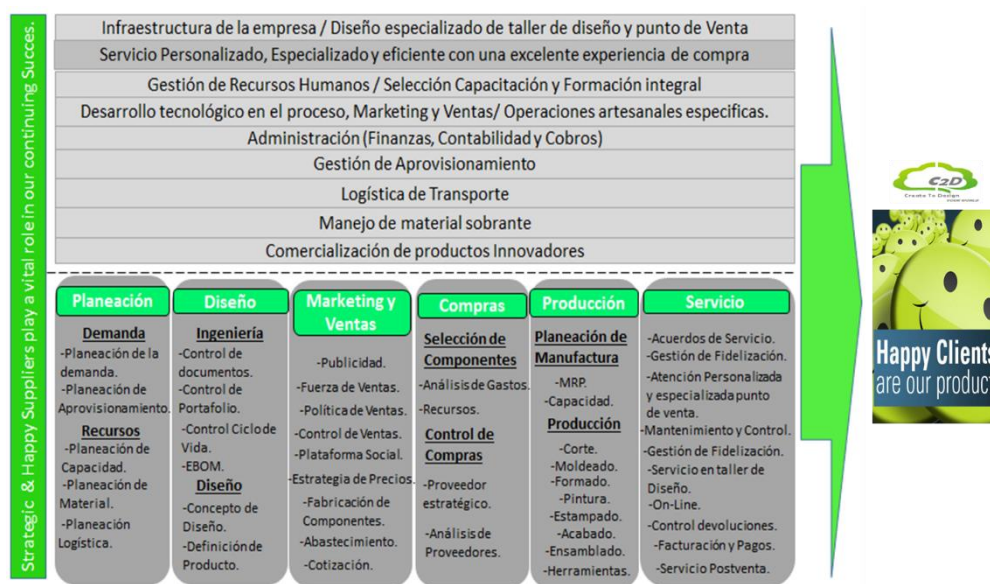 Strategic & Happy Suppliers play a vital role in our continuing Succes.
Infraestructura de la empresa / Diseño especializado de taller de diseño y punto de Venta
Servicio Personalizado, Especializado y eficiente con una excelente experiencia de compra
Gestión de Recursos Humanos / Selección Capacitación y Formación integral
Desarrollo tecnológico en el proceso, Marketing y Ventas/ Operaciones artesanales especificas.
Administración (Finanzas, Contabilidad y Cobros)
Gestión de Aprovisionamiento
Logística de Transporte
Manejo de material sobrante
Comercialización de productos Innovadores
Planeación
Demanda
-Planeación de la
demanda.
-Planeación de
Aprovisionamiento.
Recursos
-Planeación de
Capacidad.
-Planeación de
Material.
-Planeación
Logística.
Diseño
Ingeniería
-Control de
documentos.
-Control de
Portafolio.
-Control Ciclo de
Vida.
-EBOM.
Diseño
-Concepto de
Diseño.
-Definición de
Producto.
Marketing y
Ventas
-Publicidad.
-Fuerza de Ventas.
-Política de Ventas.
-Control de Ventas.
-Plataforma Social.
-Estrategia de Precios.
-Fabricación de
Componentes.
-Abastecimiento.
-Cotización.
Compras
Selección de
Componentes
-Análisis de Gastos.
-Recursos.
Control de
Compras
-Proveedor
estratégico.
-Análisis de
Proveedores.
Producción
Planeación de
Manufactura
-MRP.
-Capacidad.
Producción
-Corte.
-Moldeado.
-Formado.
-Pintura.
-Estampado.
-Acabado.
-Ensamblado.
-Herramientas.
Servicio
-Acuerdos de Servicio.
-Gestión de Fidelización.
-Atención Personalizada
y especializada punto
de venta.
-Mantenimiento y Control.
-Gestión de Fidelización.
-Servicio en taller de
Diseño.
-On-Line.
-Control devoluciones.
-Facturación y Pagos.
-Servicio Postventa.
C2D
Create To Design
Happy Clients
are our product